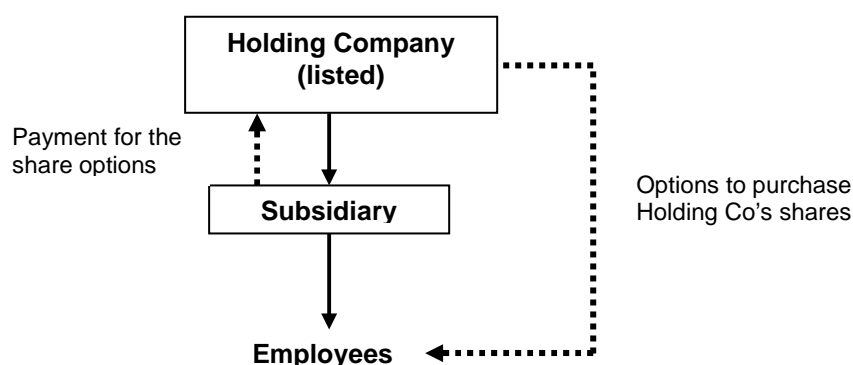 Holding Company
(listed)
Payment for the
share options
Options to purchase
Holding Co's shares
Subsidiary
Employees